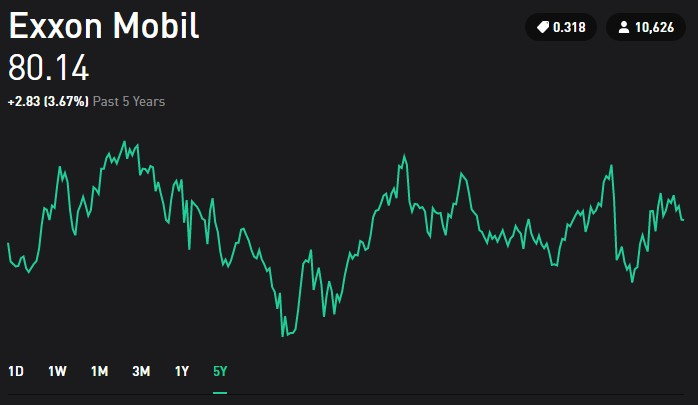 Exxon Mobil
0.318
10,626
80.14
+2.83 (3.67%) Past 5 Years
1D 1W 1M 3M 1Y 5Y